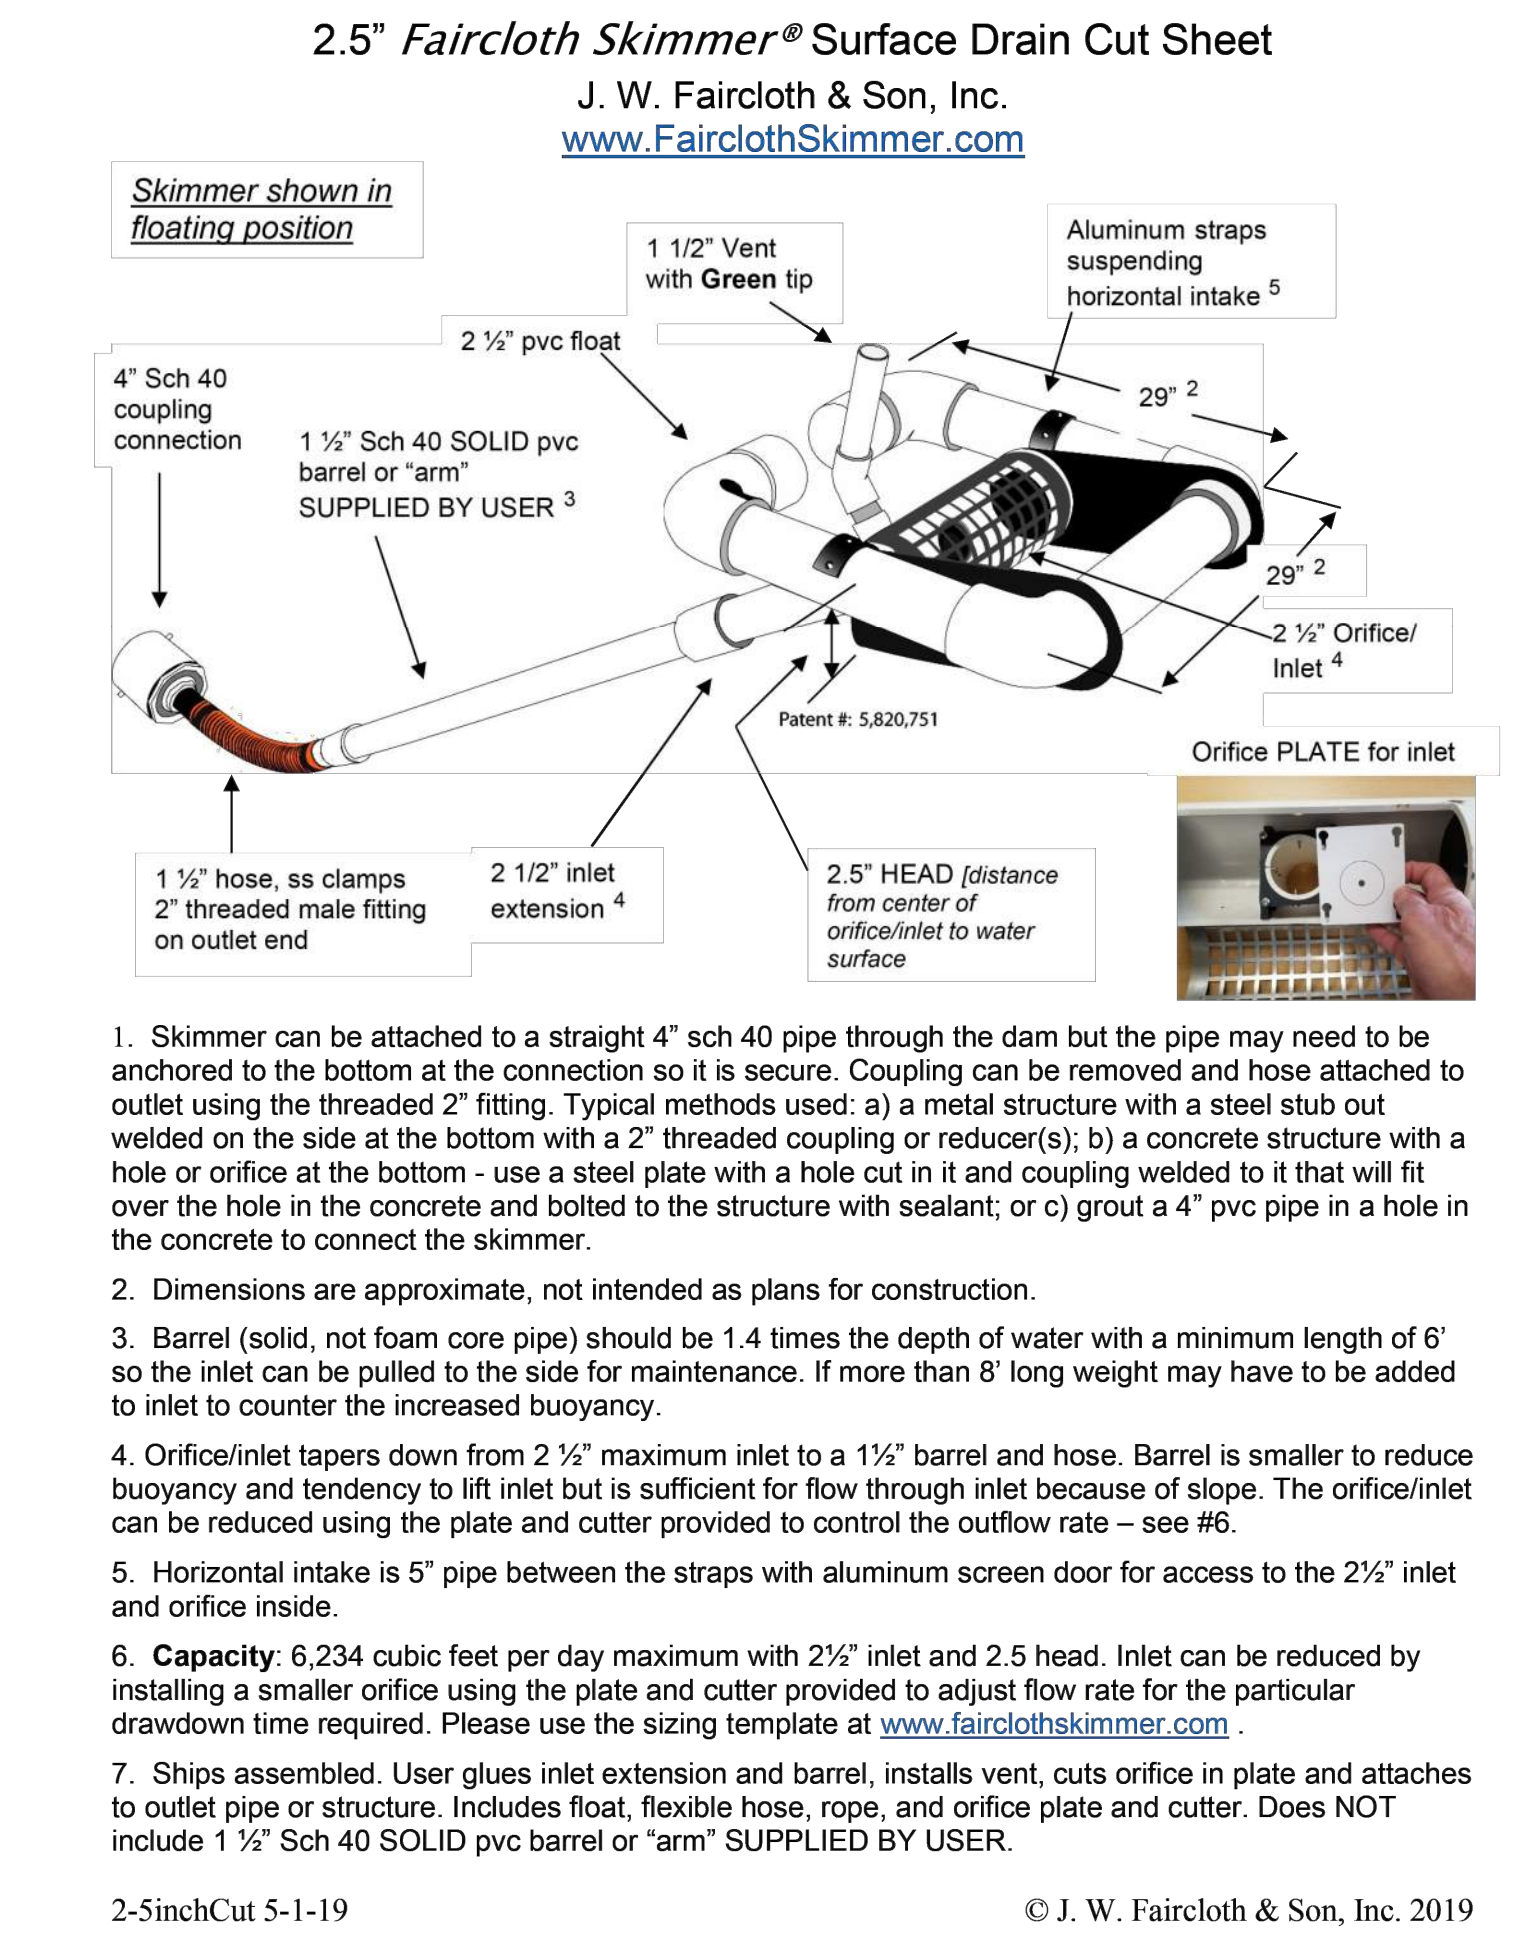 2.5” Faircloth Skimmer® Surface Drain Cut Sheet
J. W. Faircloth & Son, Inc.
www.FairclothSkimmer.com
Skimmer shown in
floating position
1 1/2” Vent
with Green tip
Aluminum straps
suspending
horizontal intake 5
2 ½” pvc float
4” Sch 40
coupling
connection
1 ½” Sch 40 SOLID pvc
barrel or “arm”
SUPPLIED BY USER 3
29” 2
29” 2
2 ½” Orifice/
Inlet 4
Patent #: 5,820,751
Orifice PLATE for inlet
1 ½” hose, ss clamps
2” threaded male fitting
on outlet end
2 1/2” inlet
extension 4
2.5” HEAD [distance
from center of
orifice/inlet to water
surface
1. Skimmer can be attached to a straight 4” sch 40 pipe through the dam but the pipe may need to be
anchored to the bottom at the connection so it is secure. Coupling can be removed and hose attached to
outlet using the threaded 2” fitting. Typical methods used: a) a metal structure with a steel stub out
welded on the side at the bottom with a 2” threaded coupling or reducer(s); b) a concrete structure with a
hole or orifice at the bottom - use a steel plate with a hole cut in it and coupling welded to it that will fit
over the hole in the concrete and bolted to the structure with sealant; or c) grout a 4” pvc pipe in a hole in
the concrete to connect the skimmer.
2. Dimensions are approximate, not intended as plans for construction.
3. Barrel (solid, not foam core pipe) should be 1.4 times the depth of water with a minimum length of 6’
so the inlet can be pulled to the side for maintenance. If more than 8’ long weight may have to be added
to inlet to counter the increased buoyancy.
4. Orifice/inlet tapers down from 2 ½” maximum inlet to a 1½” barrel and hose. Barrel is smaller to reduce
buoyancy and tendency to lift inlet but is sufficient for flow through inlet because of slope. The orifice/inlet
can be reduced using the plate and cutter provided to control the outflow rate – see #6.
5. Horizontal intake is 5” pipe between the straps with aluminum screen door for access to the 2½” inlet
and orifice inside.
6. Capacity: 6,234 cubic feet per day maximum with 2½” inlet and 2.5 head. Inlet can be reduced by
installing a smaller orifice using the plate and cutter provided to adjust flow rate for the particular
drawdown time required. Please use the sizing template at www.fairclothskimmer.com .
7. Ships assembled. User glues inlet extension and barrel, installs vent, cuts orifice in plate and attaches
to outlet pipe or structure. Includes float, flexible hose, rope, and orifice plate and cutter. Does NOT
include 1 ½” Sch 40 SOLID pvc barrel or “arm” SUPPLIED BY USER.
2-5inchCut 5-1-19
© J. W. Faircloth & Son, Inc. 2019